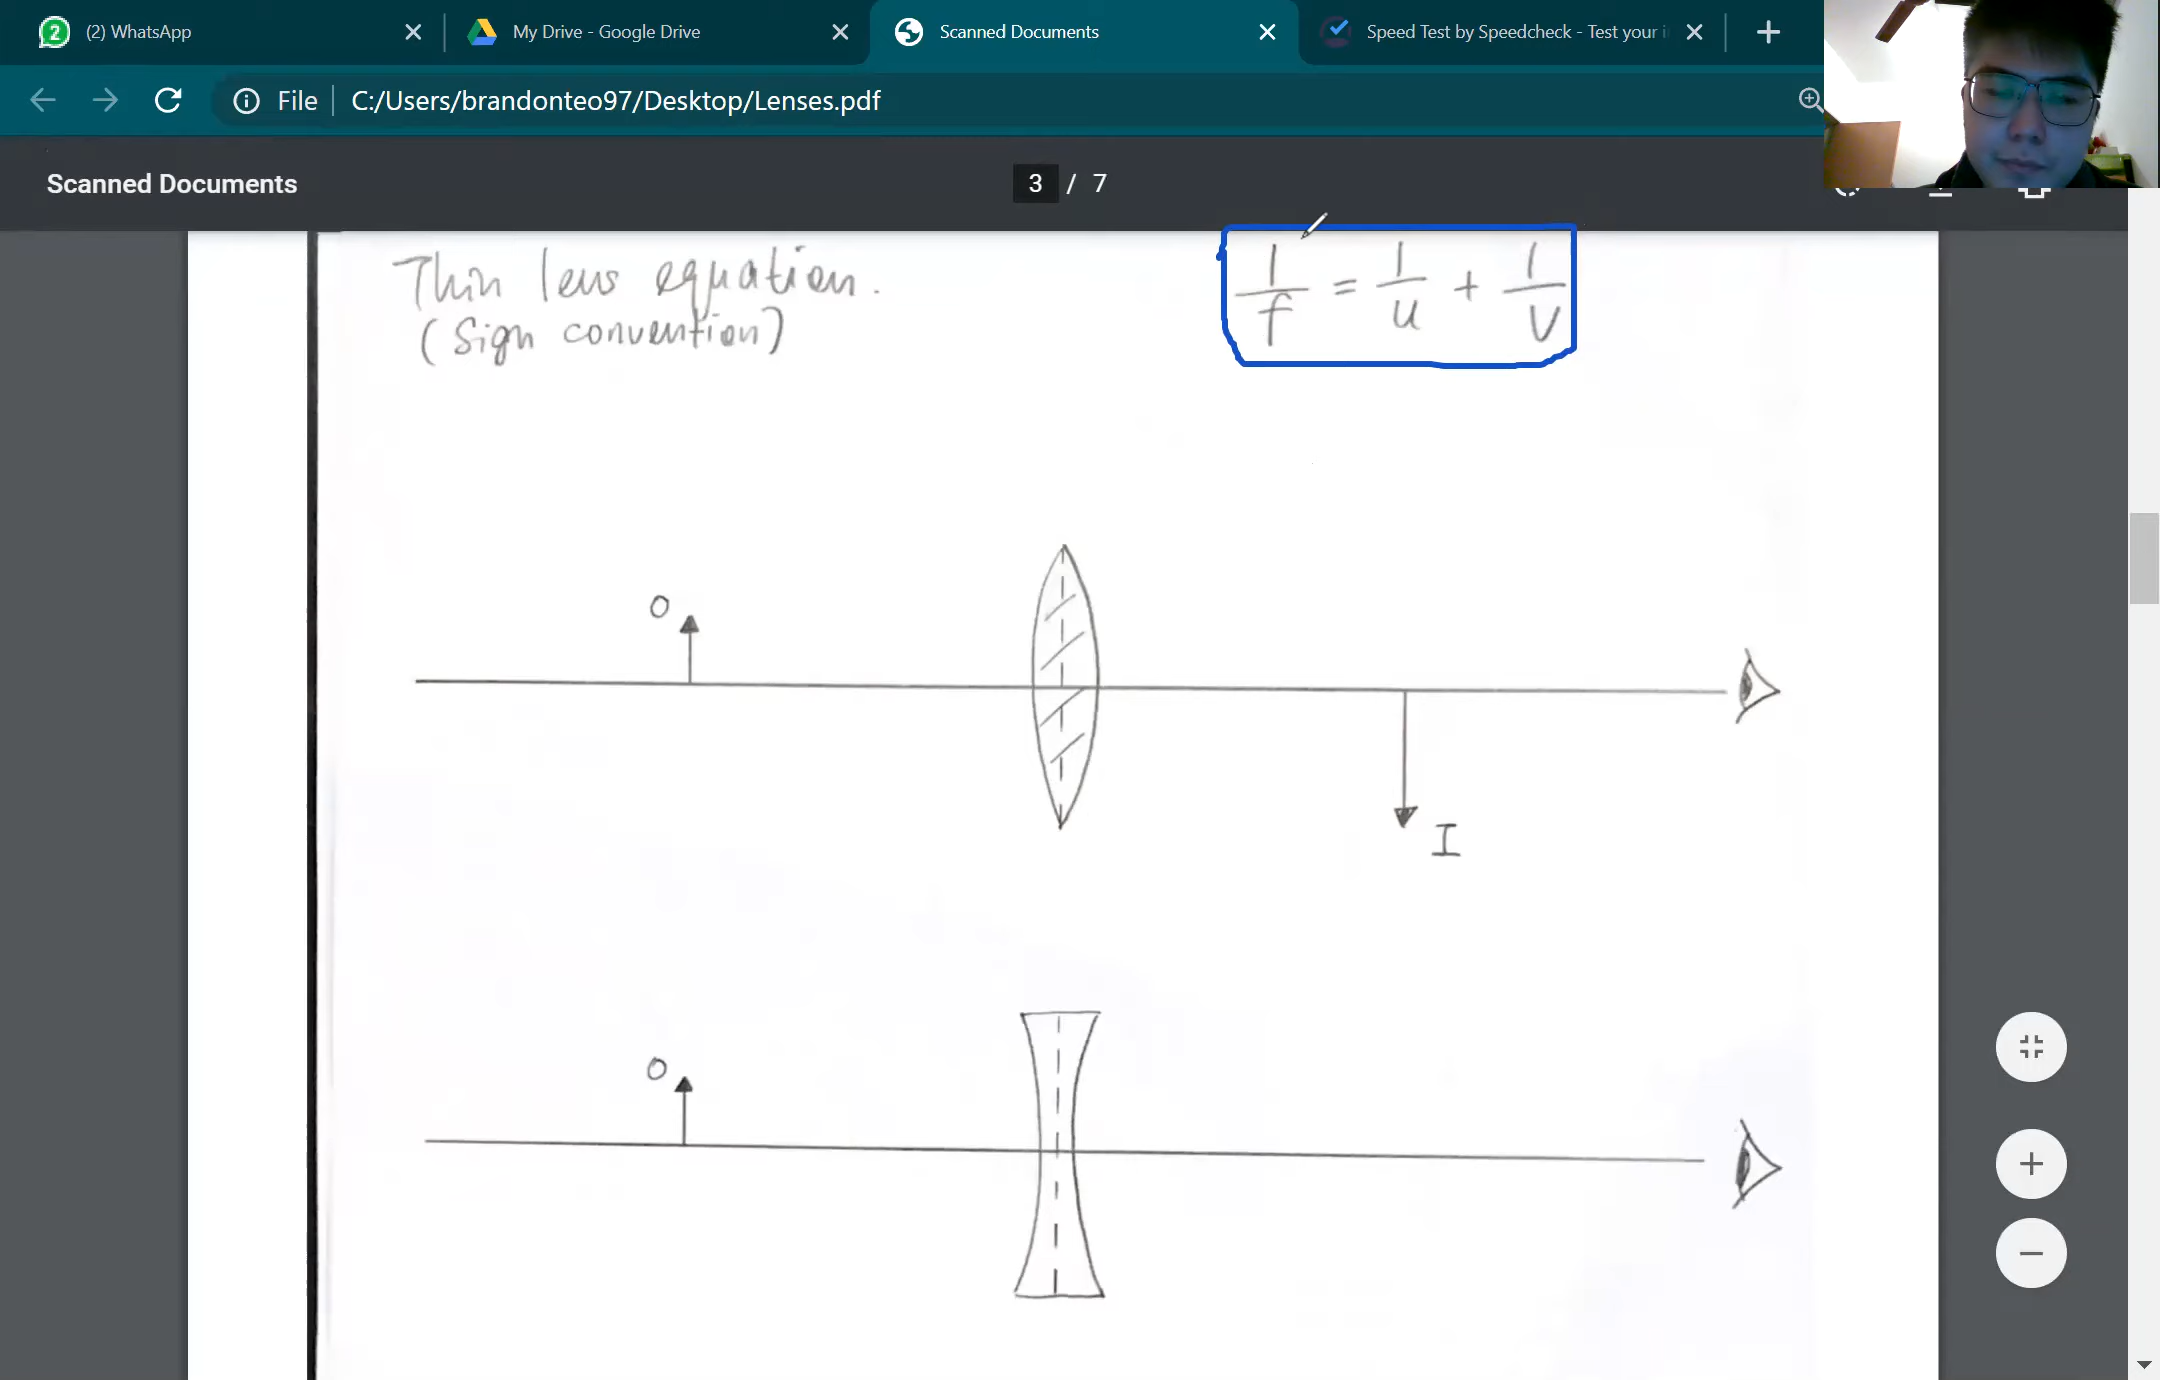 (2) WhatsApp
My Drive - Google Drive
Scanned Documents
Speed Test by Speedcheck - Test your i
File
C:/Users/brandonteo97/Desktop/Lenses.pdf
Scanned Documents
3 / 7
Thin lens equation.
(Sign convention)
1/f = 1/u + 1/v
O
I
O